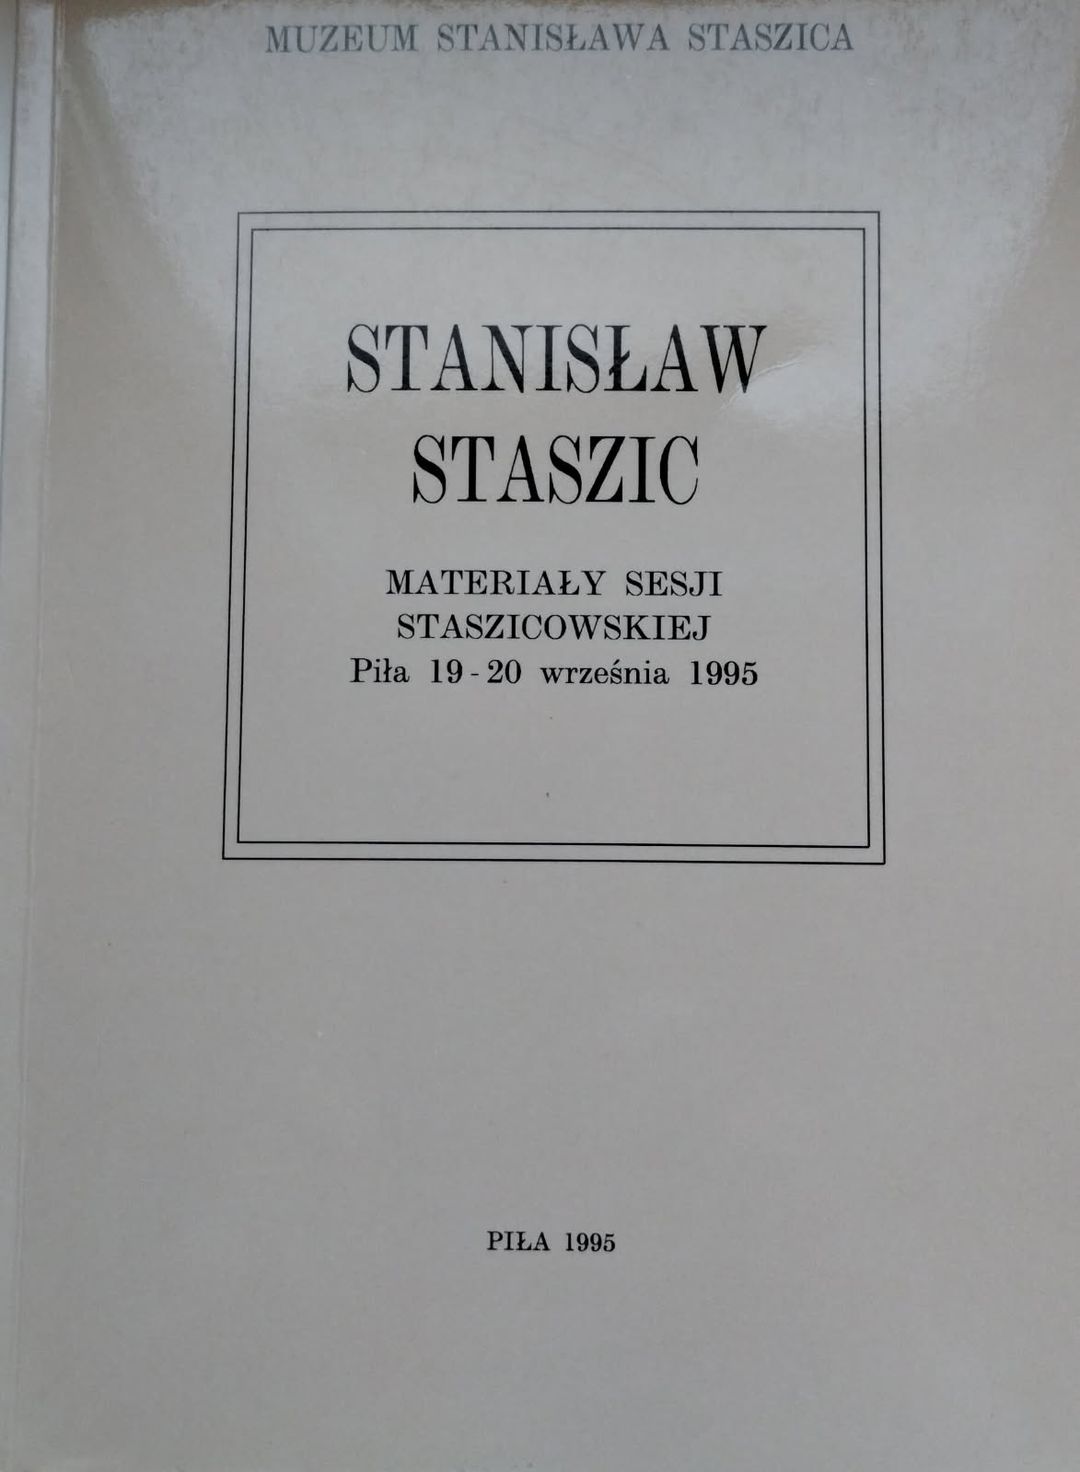 MUZEUM STANISŁAWA STASZICA
STANISŁAW
STASZIC
MATERIAŁY SESJI
STASZICOWSKIEJ
Piła 19-20 września 1995
PIŁA 1995